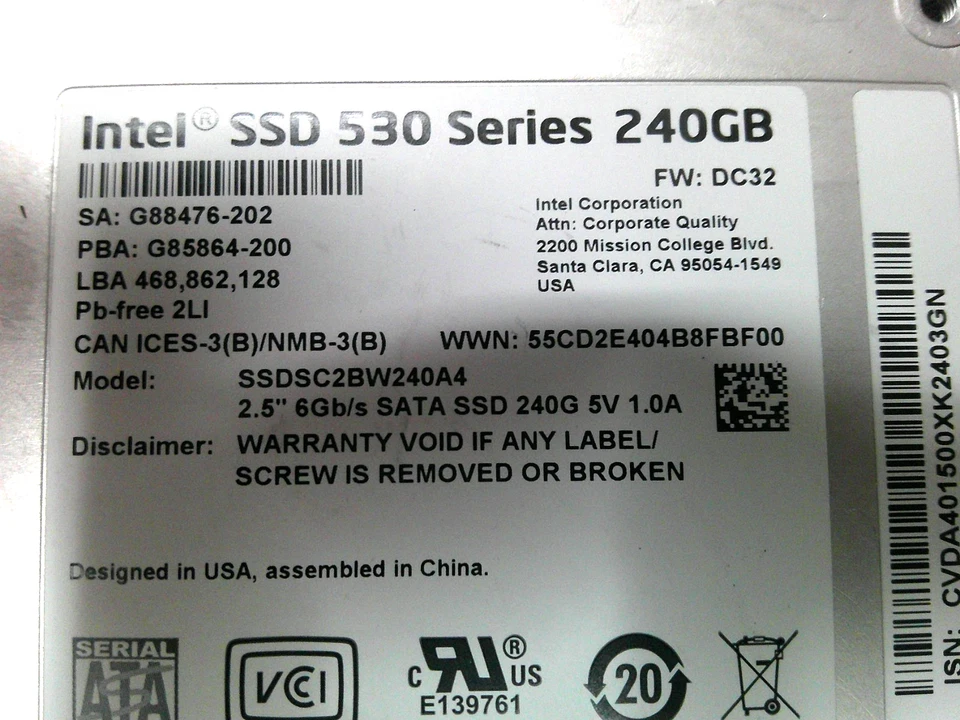 Intel® SSD 530 Series 240GB
FW: DC32
SA: G88476-202
PBA: G85864-200
LBA 468,862,128
Pb-free 2LI
Intel Corporation
Attn: Corporate Quality
2200 Mission College Blvd.
Santa Clara, CA 95054-1549
USA
CAN ICES-3(B)/NMB-3(B) WWN: 55CD2E404B8FBF00
Model: SSDSC2BW240A4
2.5" 6Gb/s SATA SSD 240G 5V 1.0A
Disclaimer: WARRANTY VOID IF ANY LABEL/
SCREW IS REMOVED OR BROKEN
Designed in USA, assembled in China.
SERIAL
ATA
VCI
c RU® US
E139761
20
ISN: CVDA401500XK2403GN